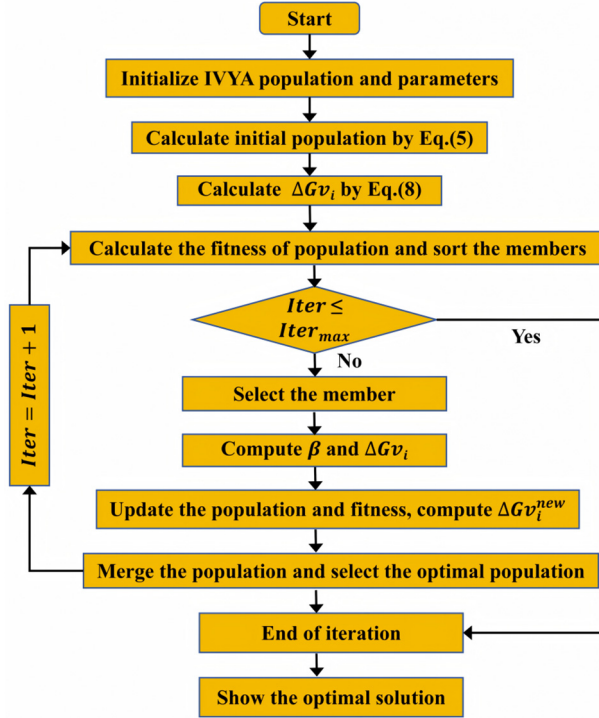 Start
Initialize IVYA population and parameters
Calculate initial population by Eq.(5)
Calculate ΔGvᵢ by Eq.(8)
Calculate the fitness of population and sort the members
Iter ≤
Iter_max
Yes
No
Select the member
Compute β and ΔGvᵢ
Update the population and fitness, compute ΔGvᵢ^new
Merge the population and select the optimal population
Iter = Iter + 1
End of iteration
Show the optimal solution